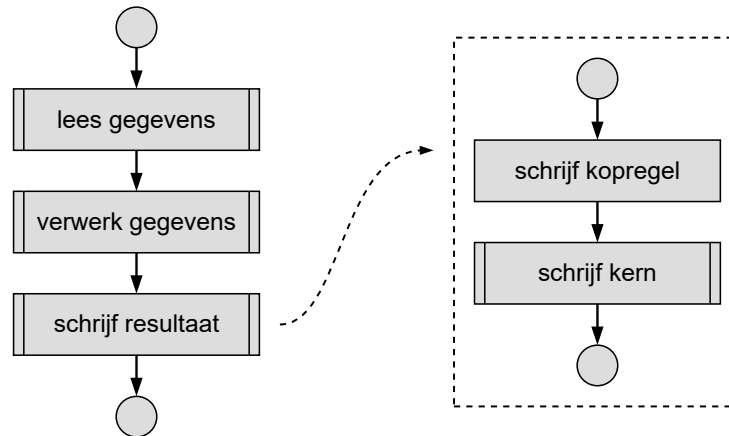 lees gegevens
verwerk gegevens
schrijf resultaat
schrijf kopregel
schrijf kern